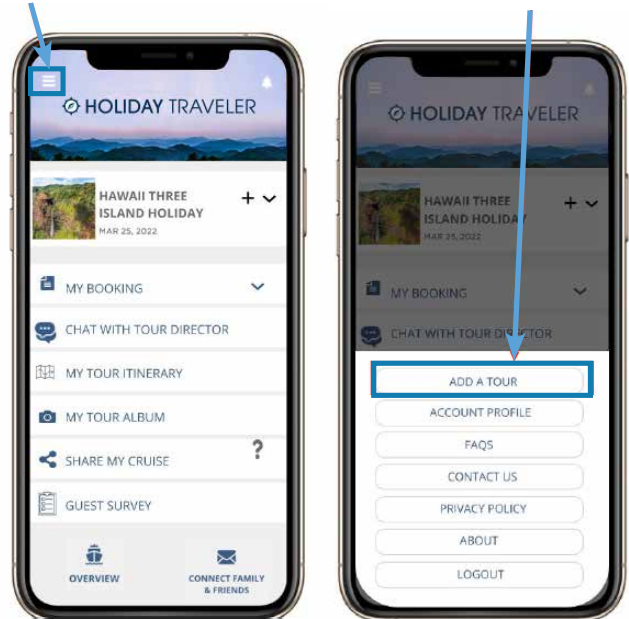 HOLIDAY TRAVELER
HAWAII THREE
ISLAND HOLIDAY
MAR 25, 2022
MY BOOKING
CHAT WITH TOUR DIRECTOR
MY TOUR ITINERARY
MY TOUR ALBUM
SHARE MY CRUISE
?
GUEST SURVEY
OVERVIEW
CONNECT FAMILY
& FRIENDS
HOLIDAY TRAVELER
HAWAII THREE
ISLAND HOLIDAY
MAR 25, 2022
MY BOOKING
CHAT WITH TOUR DIRECTOR
ADD A TOUR
ACCOUNT PROFILE
FAQS
CONTACT US
PRIVACY POLICY
ABOUT
LOGOUT